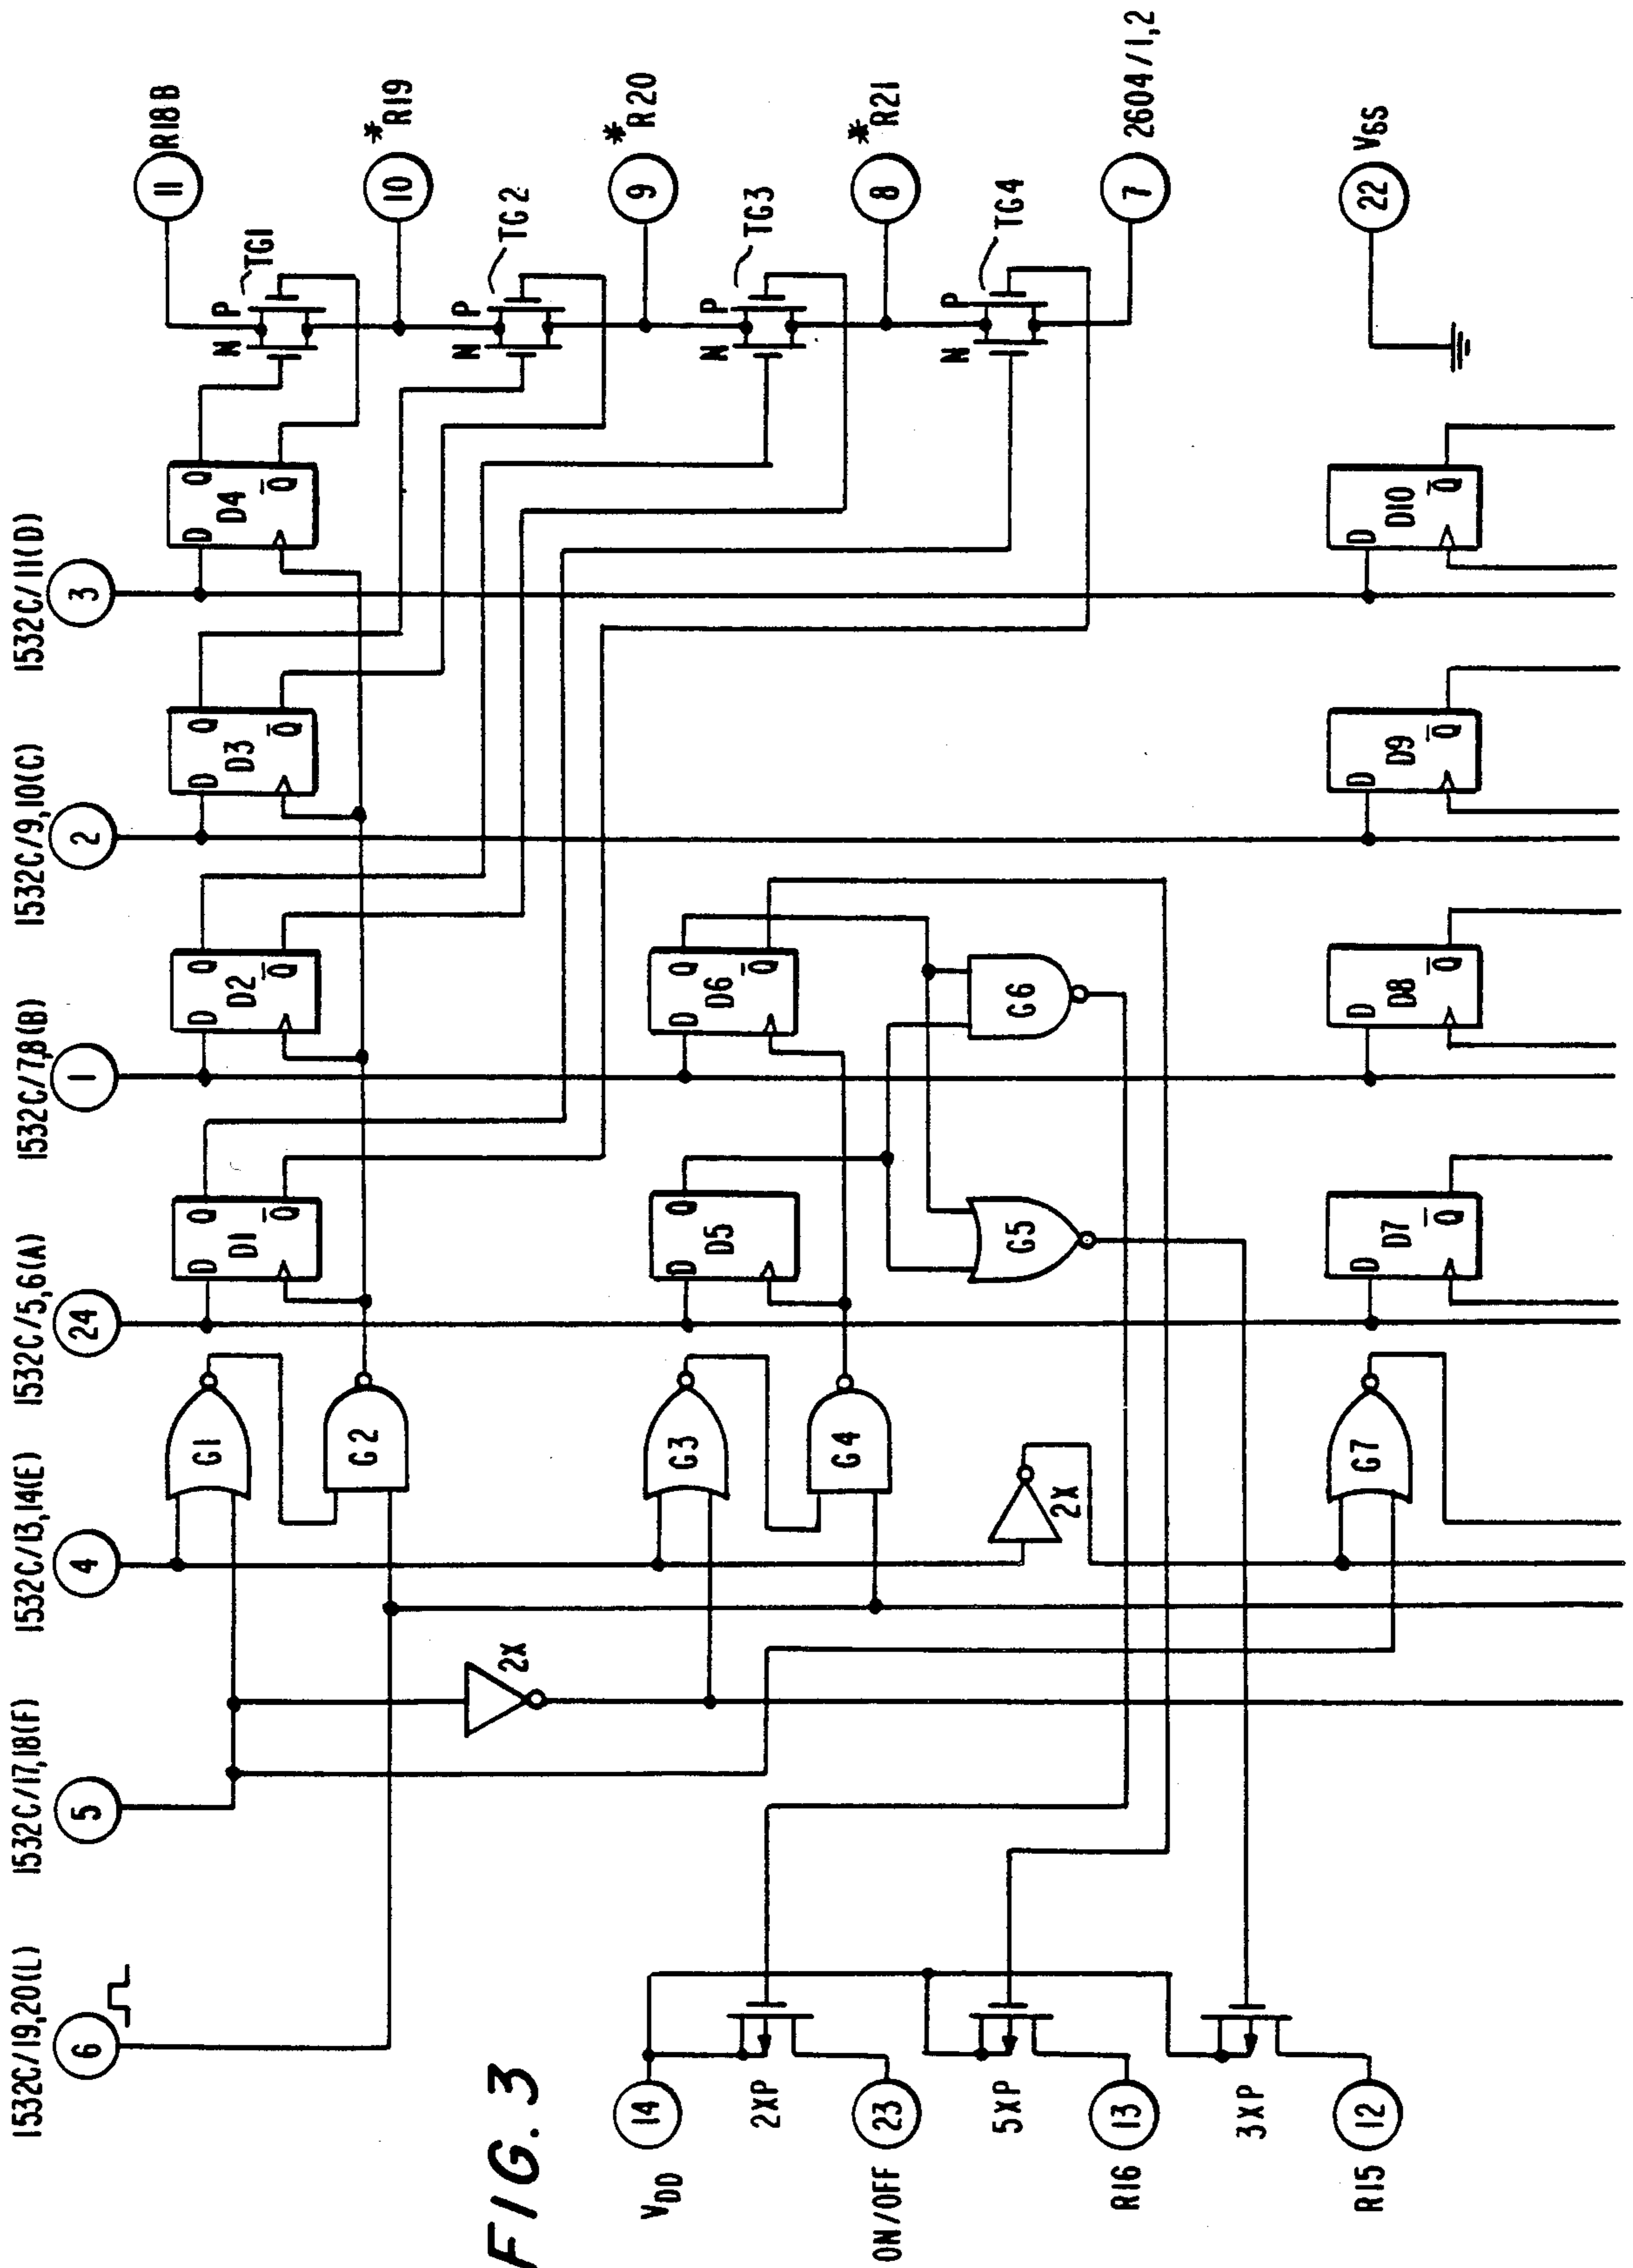 1532C/19,20(L)
1532C/17,18(F)
1532C/13,14(E)
1532C/5,6(A)
1532C/7,8(B)
1532C/9,10(C)
1532C/11(D)
6
5
4
24
1
2
3
11
R18B
G1
D Q
D1
Q̅
D Q
D2
Q̅
D Q
D3
Q̅
D Q
D4
Q̅
N P
TG1
G2
10
*R19
N P
TG2
FIG. 3
2X
9
*R20
VDD
14
G3
D Q
D5
D Q
D6
Q̅
N P
TG3
2XP
G4
8
*R21
ON/OFF
23
N P
TG4
5XP
2X
G5
G6
R16
13
7
2604/1,2
3XP
R15
12
G7
D
D7
Q̅
D
D8
Q̅
D
D9
Q̅
D
D10
Q̅
22
VSS